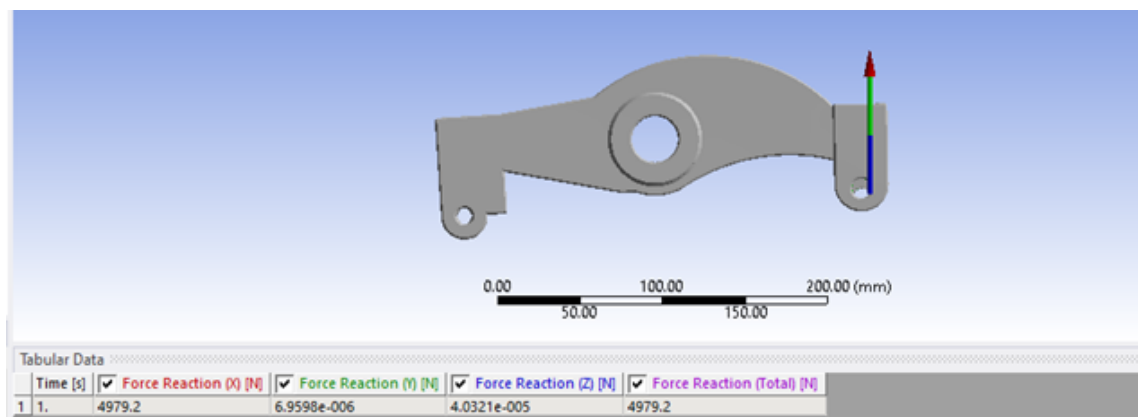 0.00 100.00 200.00 (mm)
50.00 150.00
Tabular Data
Time [s] Force Reaction (X) [N] Force Reaction (Y) [N] Force Reaction (Z) [N] Force Reaction (Total) [N]
1 1. 4979.2 6.9598e-006 4.0321e-005 4979.2